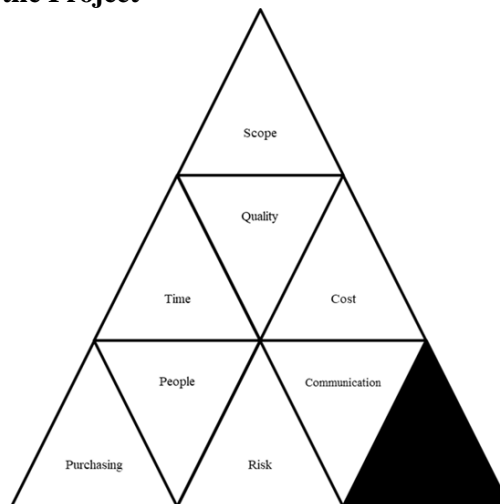 the Project
Scope
Quality
Time
Cost
People
Communication
Purchasing
Risk